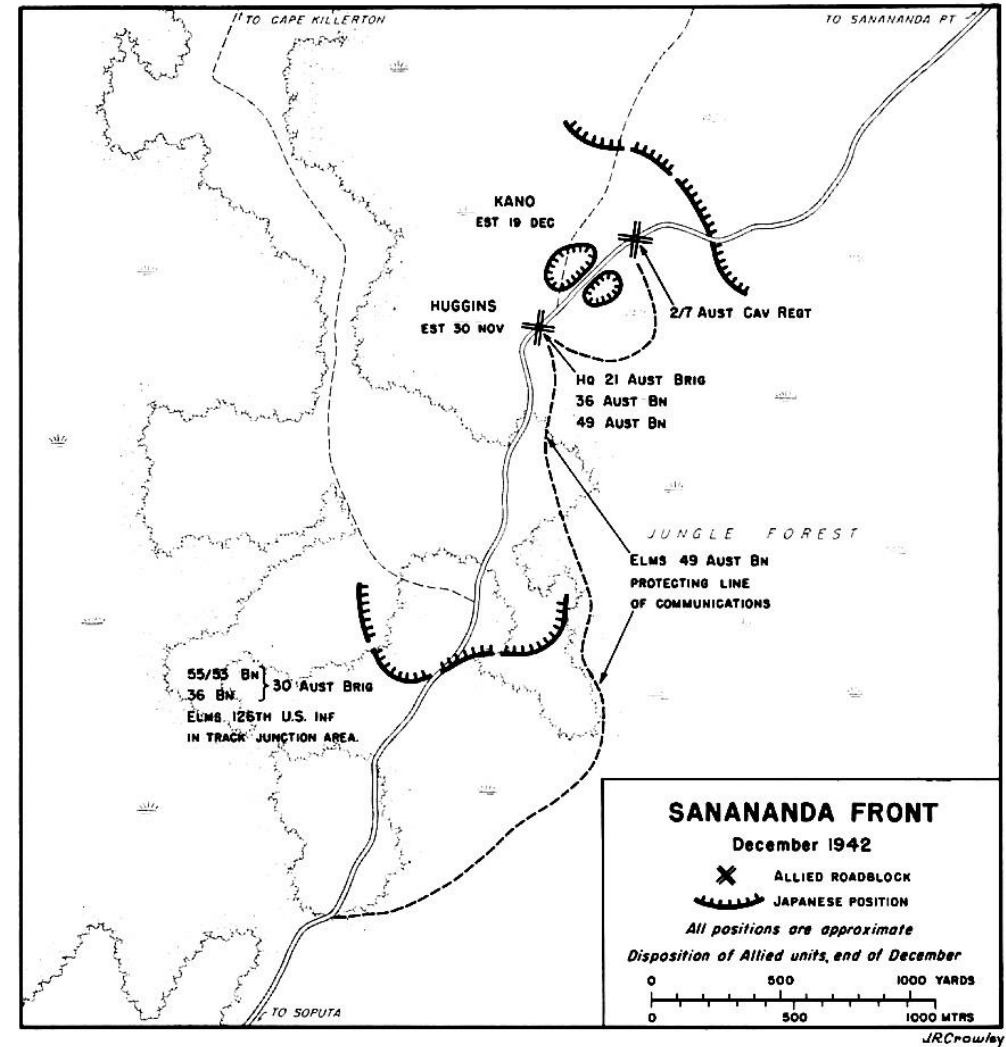 TO CAPE KILLERTON
TO SANANANDA PT
KANO
EST 19 DEC
HUGGINS
EST 30 NOV
2/7 AUST CAV REGT
HQ 21 AUST BRIG
36 AUST BN
49 AUST BN
JUNGLE FOREST
ELMS 49 AUST BN
PROTECTING LINE
OF COMMUNICATIONS
55/53 BN
36 BN
30 AUST BRIG
ELMS 126TH U.S. INF
IN TRACK JUNCTION AREA.
SANANANDA FRONT
December 1942
ALLIED ROADBLOCK
JAPANESE POSITION
All positions are approximate
Disposition of Allied units, end of December
0 500 1000 YARDS
0 500 1000 MTRS
TO SOPUTA
J.R.Crowley